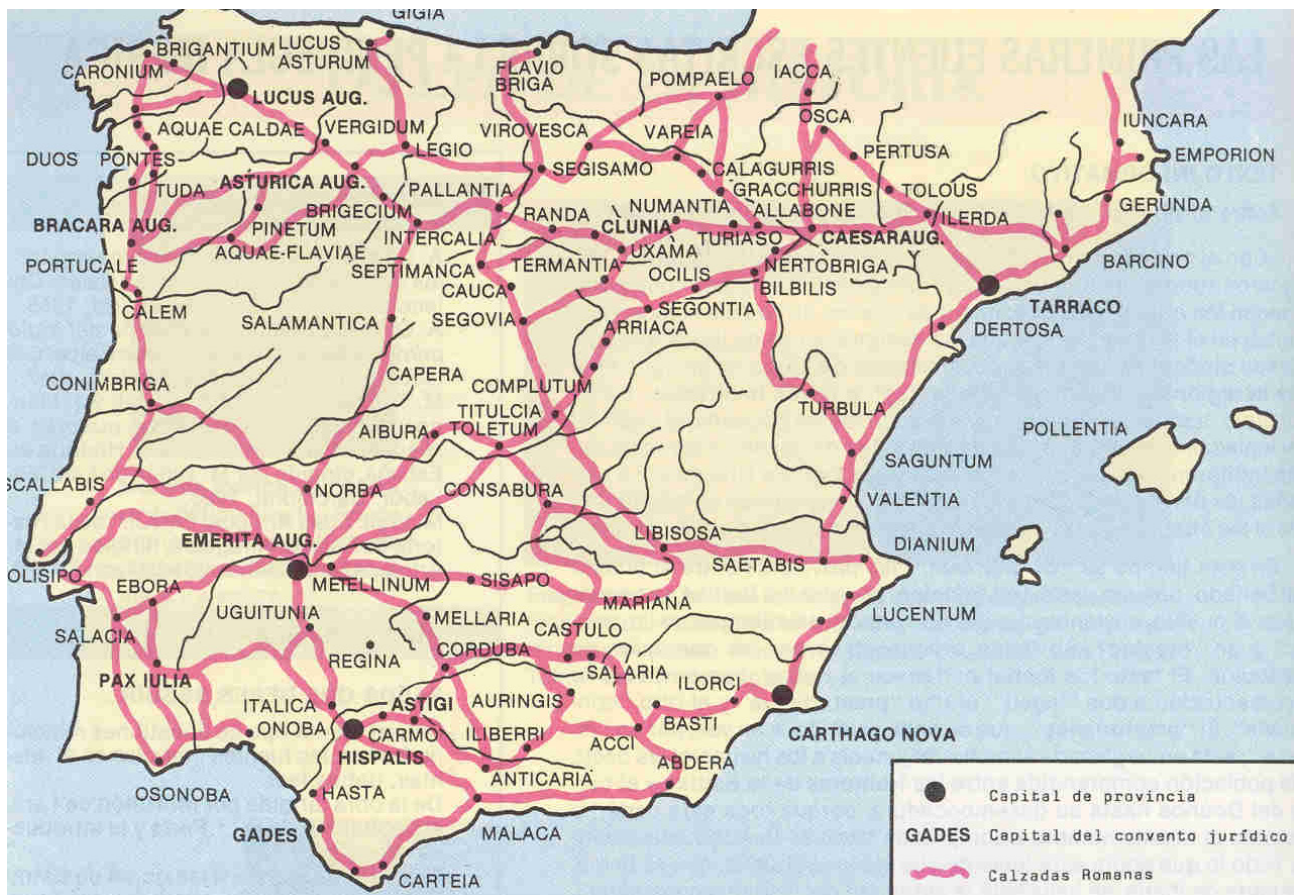 GIGIA
BRIGANTIUM
LUCUS
ASTURUM
FLAVIO
BRIGA
CARONIUM
POMPAELO
IACCA
LUCUS AUG.
OSCA
IUNCARA
AQUAE CALDAE
VERGIDUM
VIROVESCA
VAREIA
PERTUSA
EMPORION
DUOS PONTES
LEGIO
SEGISAMO
CALAGURRIS
TUDA
ASTURICA AUG.
PALLANTIA
GRACCHURRIS
TOLOUS
GERUNDA
BRACARA AUG.
BRIGECIUM
RANDA
NUMANTIA
ALLABONE
ILERDA
PINETUM
CLUNIA
INTERCALIA
TURIASO
CAESARAUG.
AQUAE-FLAVIAE
UXAMA
BARCINO
PORTUCALE
SEPTIMANCA
TERMANTIA
NERTOBRIGA
OCILIS
BILBILIS
CALEM
CAUCA
TARRACO
SALAMANTICA
SEGOVIA
SEGONTIA
DERTOSA
ARRIACA
CONIMBRIGA
CAPERA
COMPLUTUM
TITULCIA
TURBULA
AIBURA
TOLETUM
POLLENTIA
SAGUNTUM
SCALLABIS
NORBA
CONSABURA
VALENTIA
EMERITA AUG.
LIBISOSA
DIANIUM
OLISIPO
EBORA
METELLINUM
SISAPO
SAETABIS
UGUITUNIA
MARIANA
LUCENTUM
SALACIA
MELLARIA
CASTULO
REGINA
CORDUBA
SALARIA
PAX IULIA
ILORCI
ITALICA
ASTIGI
AURINGIS
ONOBA
CARMO
ILIBERRI
BASTI
CARTHAGO NOVA
HISPALIS
ACCI
ABDERA
OSONOBA
HASTA
ANTICARIA
GADES
MALACA
CARTEIA
Capital de provincia
GADES Capital del convento jurídico
Calzadas Romanas